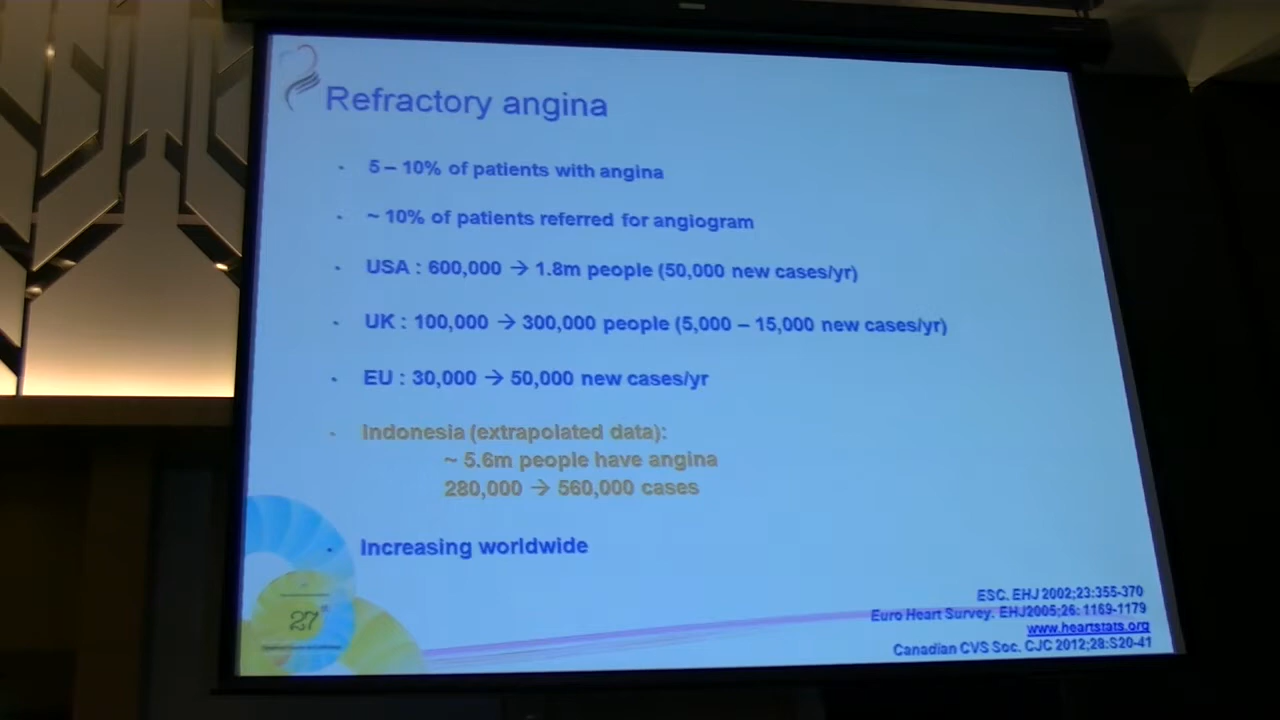 Refractory angina
- 5 – 10% of patients with angina
- ~ 10% of patients referred for angiogram
- USA : 600,000 → 1.8m people (50,000 new cases/yr)
- UK : 100,000 → 300,000 people (5,000 – 15,000 new cases/yr)
- EU : 30,000 → 50,000 new cases/yr
- Indonesia (extrapolated data):
~ 5.6m people have angina
280,000 → 560,000 cases
- Increasing worldwide
27
ESC. EHJ 2002;23:355-370
Euro Heart Survey. EHJ2005;26: 1169-1179
www.heartstats.org
Canadian CVS Soc. CJC 2012;28:S20-41